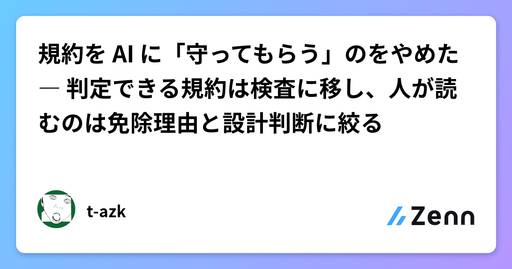 規約を AI に「守ってもらう」のをやめた
― 判定できる規約は検査に移し、人が読
むのは免除理由と設計判断に絞る
t-azk
Zenn